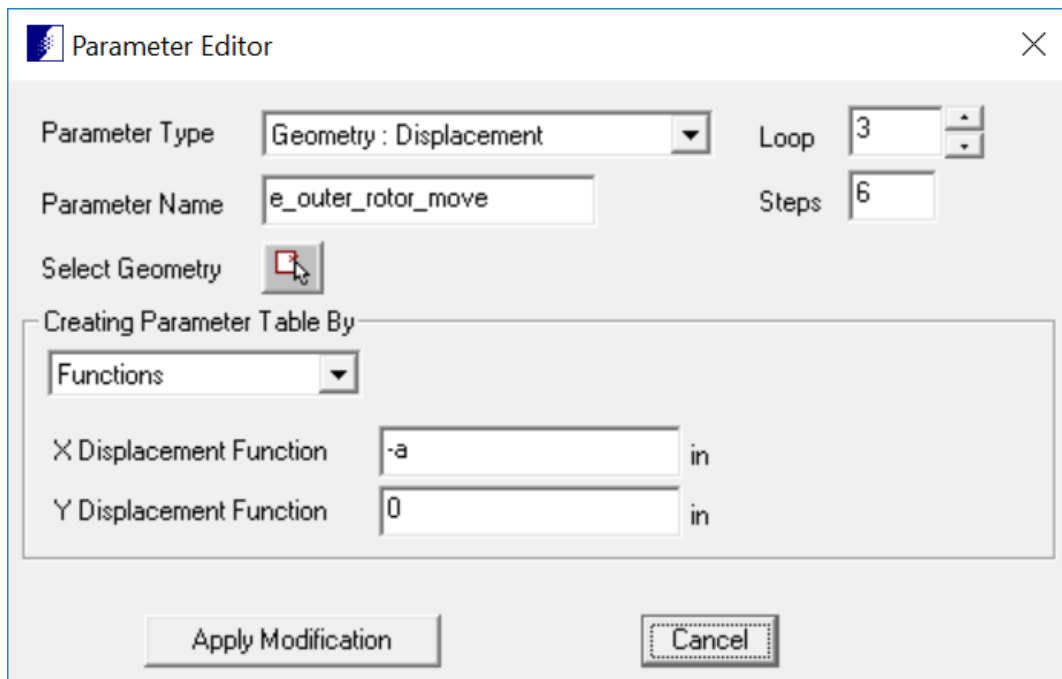 Parameter Editor
Parameter Type Geometry : Displacement Loop 3
Parameter Name e_outer_rotor_move Steps 6
Select Geometry
Creating Parameter Table By
Functions
X Displacement Function -a in
Y Displacement Function 0 in
Apply Modification Cancel